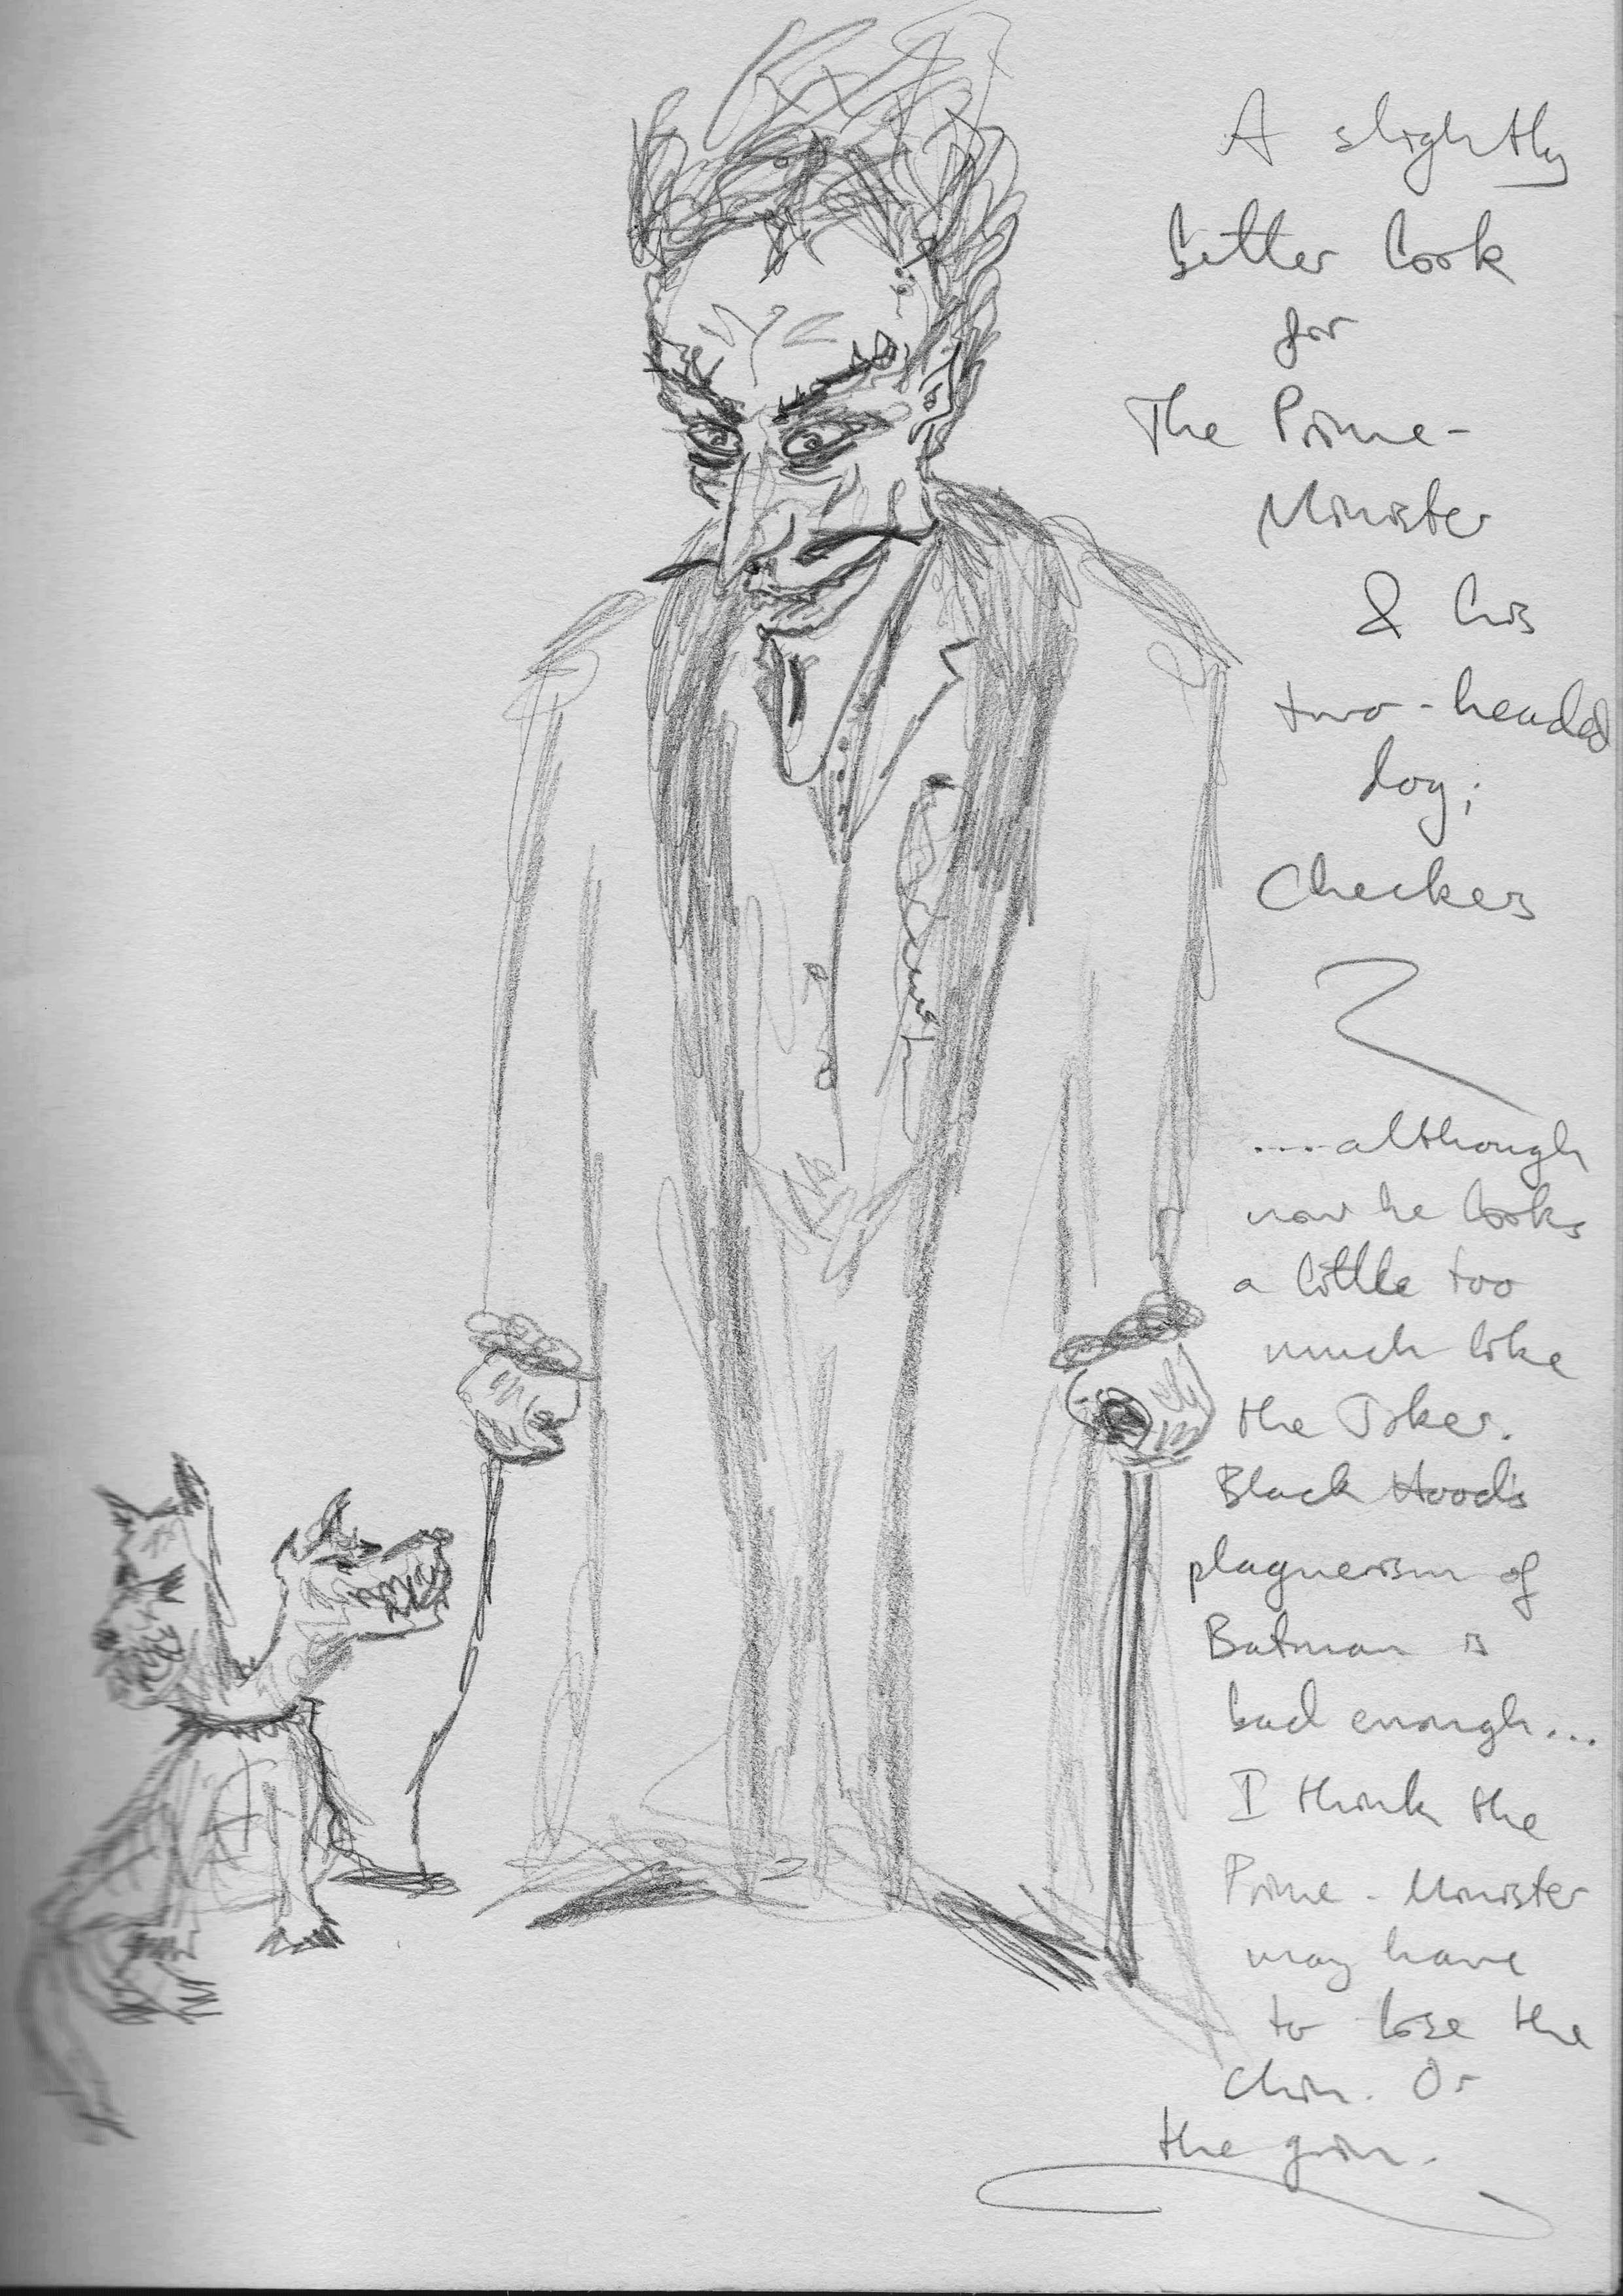 A slightly
better look
for
The Prime-
Minister
& his
two-headed
dog;
Checkers
....although
now he looks
a little too
much like
the Joker.
Black Hood's
plaguerism of
Batman is
bad enough...
I think the
Prime-Minister
may have
to lose the
chin. Or
the grin.